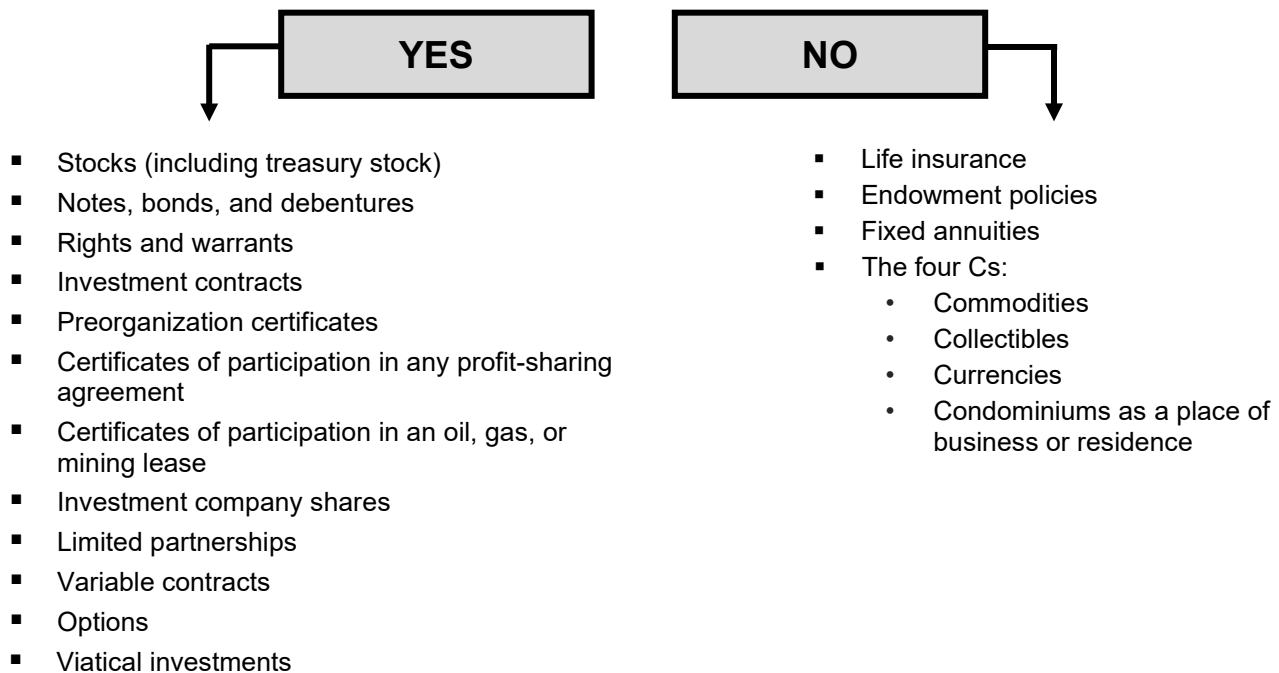 YES
▪ Stocks (including treasury stock)
▪ Notes, bonds, and debentures
▪ Rights and warrants
▪ Investment contracts
▪ Preorganization certificates
▪ Certificates of participation in any profit-sharing
agreement
▪ Certificates of participation in an oil, gas, or
mining lease
▪ Investment company shares
▪ Limited partnerships
▪ Variable contracts
▪ Options
▪ Viatical investments
NO
▪ Life insurance
▪ Endowment policies
▪ Fixed annuities
▪ The four Cs:
• Commodities
• Collectibles
• Currencies
• Condominiums as a place of
business or residence